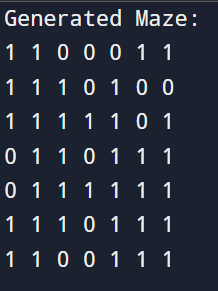 Generated Maze:
1 1 0 0 0 1 1
1 1 1 0 1 0 0
1 1 1 1 1 0 1
0 1 1 0 1 1 1
0 1 1 1 1 1 1
1 1 1 0 1 1 1
1 1 0 0 1 1 1